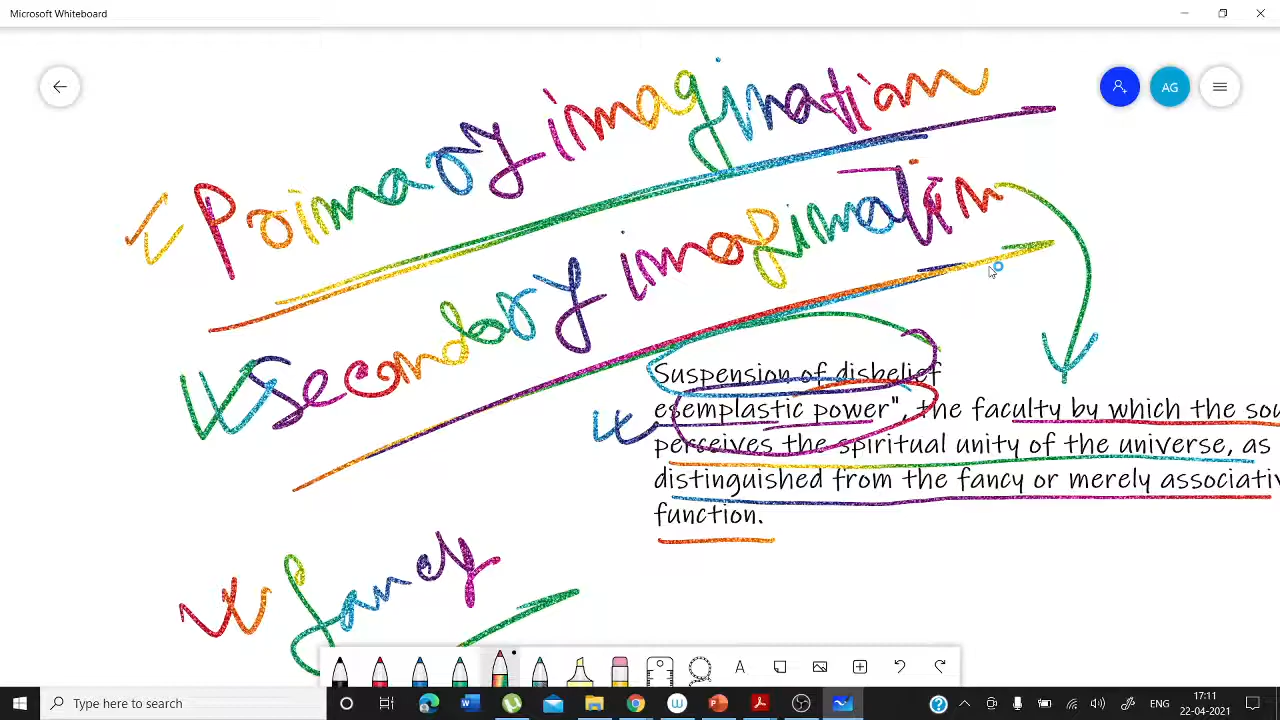 Microsoft Whiteboard
AG
Primary imagination
Secondary imagination
Suspension of disbelief
esemplastic power", the faculty by which the sou
perceives the spiritual unity of the universe, as
distinguished from the fancy or merely associativ
function.
fancy
Type here to search
ENG
17:11
22-04-2021